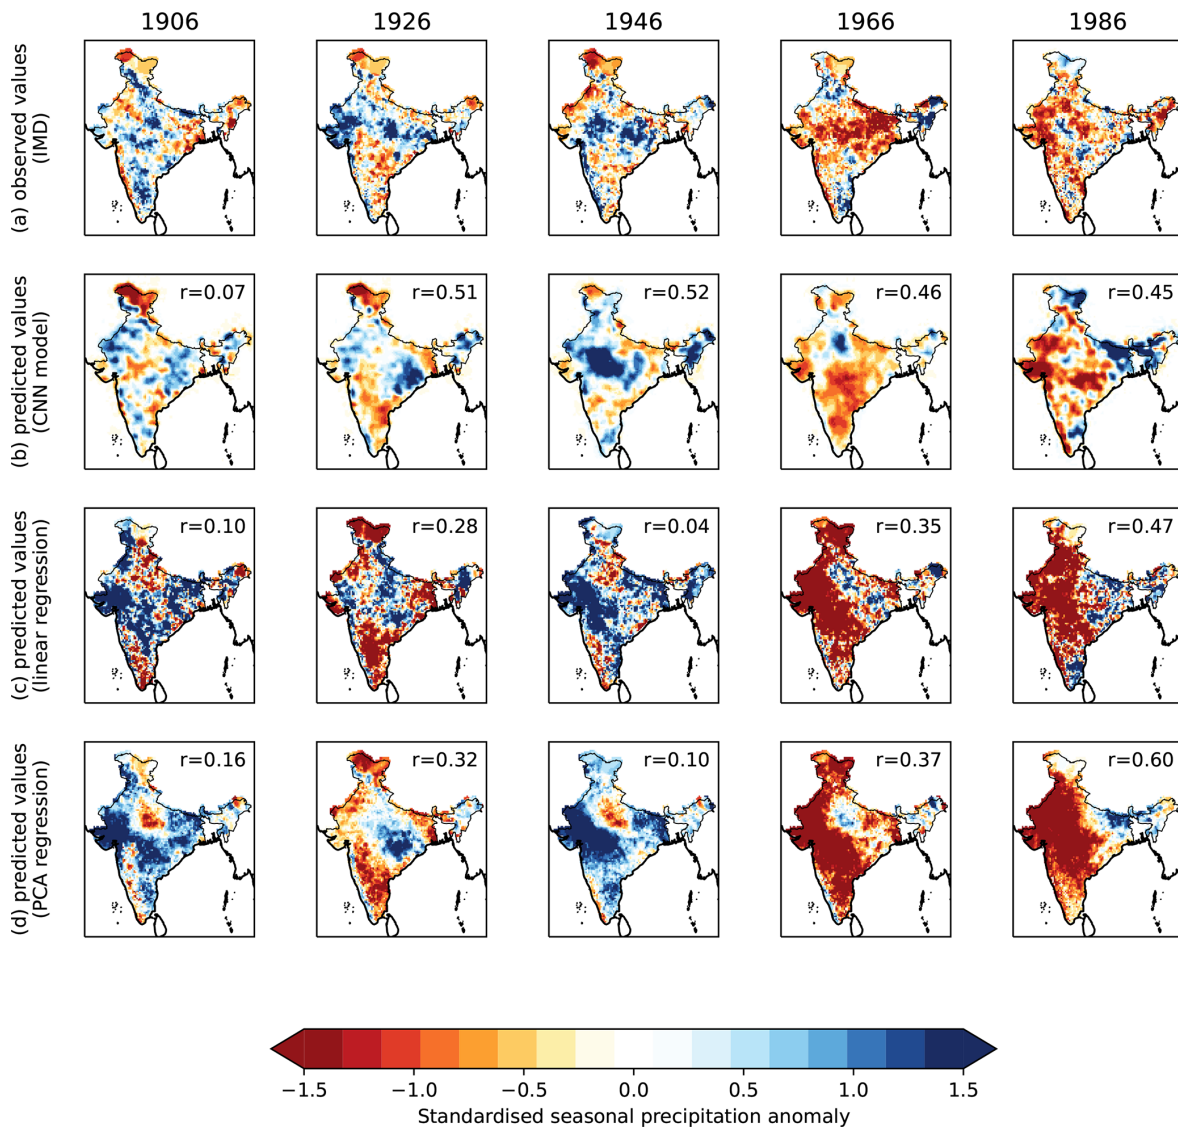 1906 1926 1946 1966 1986
(a) observed values
(IMD)
(b) predicted values
(CNN model)
r=0.07 r=0.51 r=0.52 r=0.46 r=0.45
(c) predicted values
(linear regression)
r=0.10 r=0.28 r=0.04 r=0.35 r=0.47
(d) predicted values
(PCA regression)
r=0.16 r=0.32 r=0.10 r=0.37 r=0.60
−1.5 −1.0 −0.5 0.0 0.5 1.0 1.5
Standardised seasonal precipitation anomaly